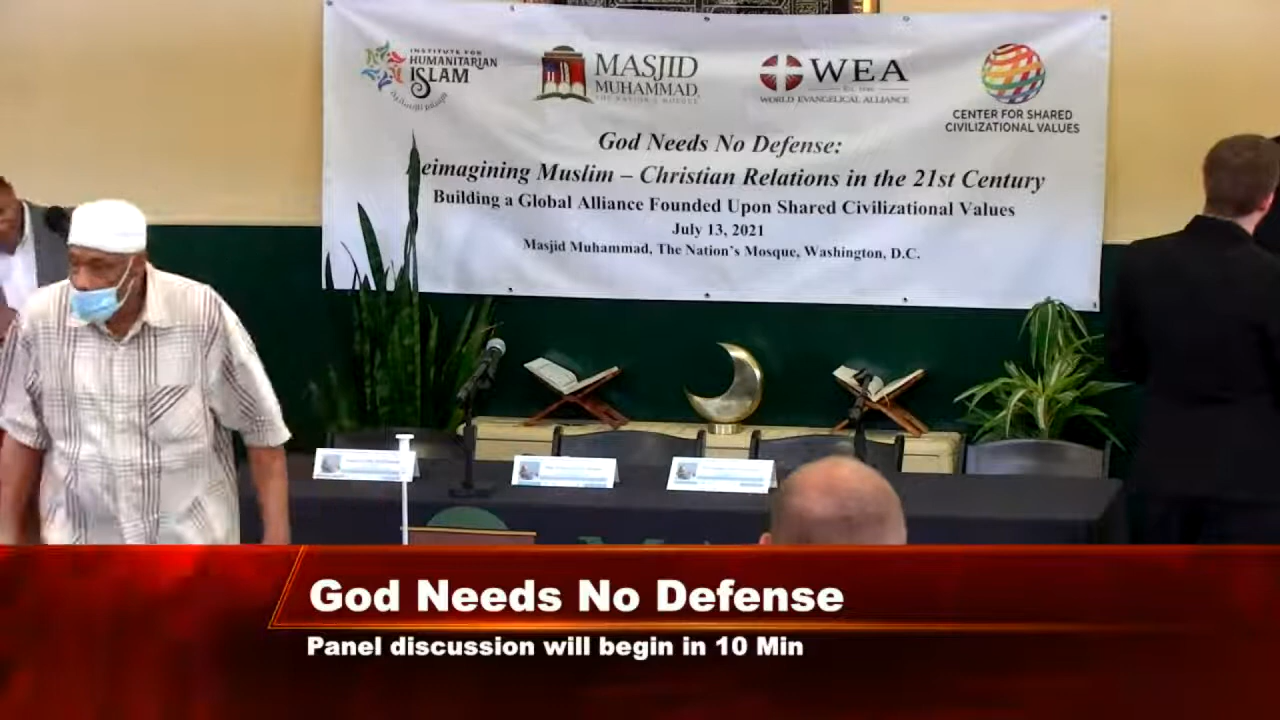 INSTITUTE FOR
HUMANITARIAN
ISLAM
MASJID
MUHAMMAD
THE NATION'S MOSQUE
WEA
WORLD EVANGELICAL ALLIANCE
CENTER FOR SHARED
CIVILIZATIONAL VALUES
God Needs No Defense:
eimagining Muslim – Christian Relations in the 21st Century
Building a Global Alliance Founded Upon Shared Civilizational Values
July 13, 2021
Masjid Muhammad, The Nation's Mosque, Washington, D.C.
God Needs No Defense
Panel discussion will begin in 10 Min